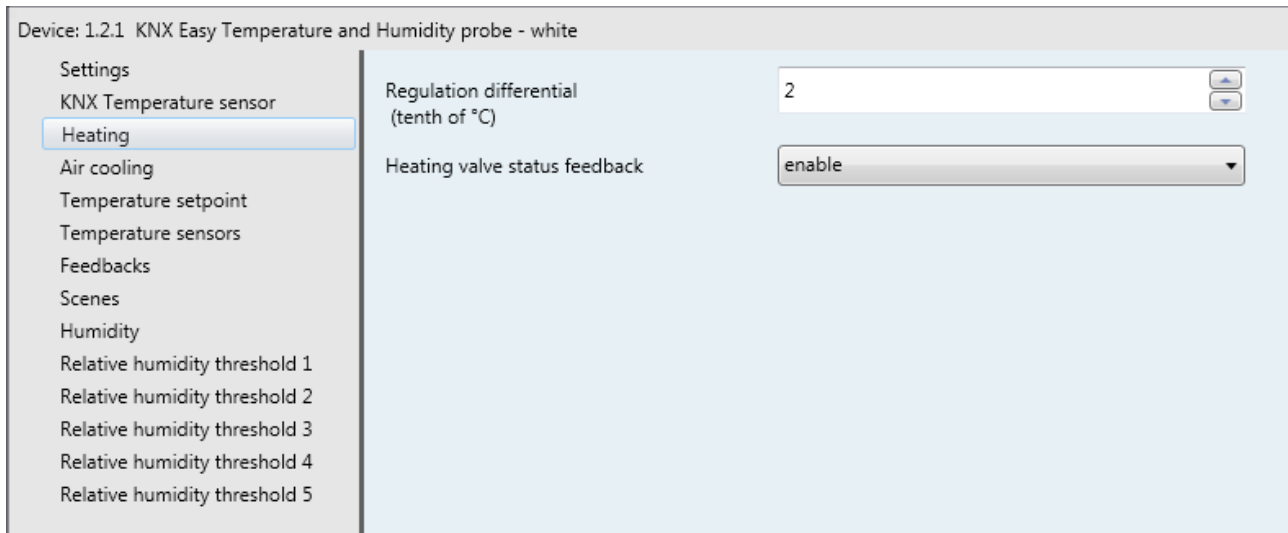 Device: 1.2.1 KNX Easy Temperature and Humidity probe - white
Settings
KNX Temperature sensor
Heating
Air cooling
Temperature setpoint
Temperature sensors
Feedbacks
Scenes
Humidity
Relative humidity threshold 1
Relative humidity threshold 2
Relative humidity threshold 3
Relative humidity threshold 4
Relative humidity threshold 5
Regulation differential
(tenth of °C)
2
Heating valve status feedback
enable